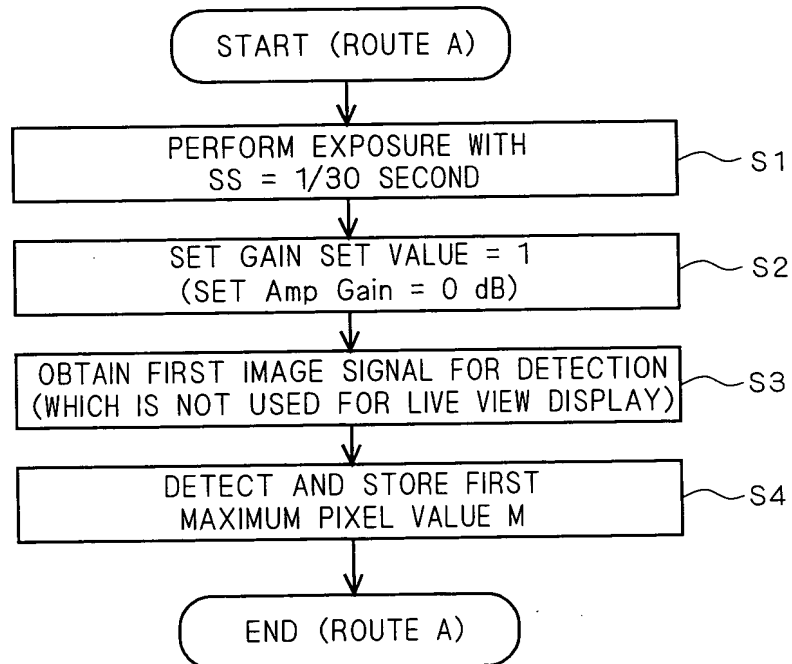 START (ROUTE A)
PERFORM EXPOSURE WITH
SS = 1/30 SECOND
S1
SET GAIN SET VALUE = 1
(SET Amp Gain = 0 dB)
S2
OBTAIN FIRST IMAGE SIGNAL FOR DETECTION
(WHICH IS NOT USED FOR LIVE VIEW DISPLAY)
S3
DETECT AND STORE FIRST
MAXIMUM PIXEL VALUE M
S4
END (ROUTE A)